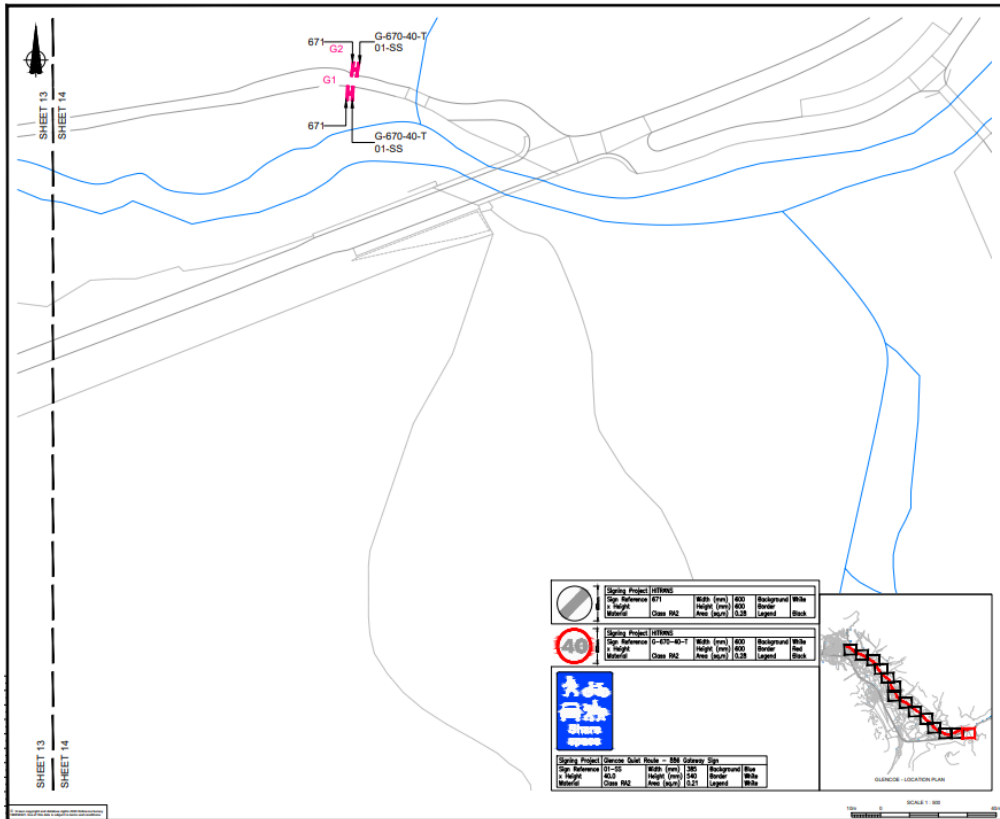 671
G2
G-670-40-T
01-SS
G1
671
G-670-40-T
01-SS
SHEET 13
SHEET 14
SHEET 13
SHEET 14
Signing Project HITRANS
Sign Reference 671 Width (mm) 600 Background White
x Height Height (mm) 600 Border
Material Class RA2 Area (sq.m) 0.28 Legend Black
40
Signing Project HITRANS
Sign Reference G-670-40-T Width (mm) 600 Background White
x Height Height (mm) 600 Border Red
Material Class RA2 Area (sq.m) 0.28 Legend Black
Share
space
Signing Project Glencoe Quiet Route - B86 Gateway Sign
Sign Reference 01-SS Width (mm) 385 Background Blue
x Height 40.0 Height (mm) 540 Border White
Material Class RA2 Area (sq.m) 0.21 Legend White
GLENCOE - LOCATION PLAN
SCALE 1 : 500
10m 0